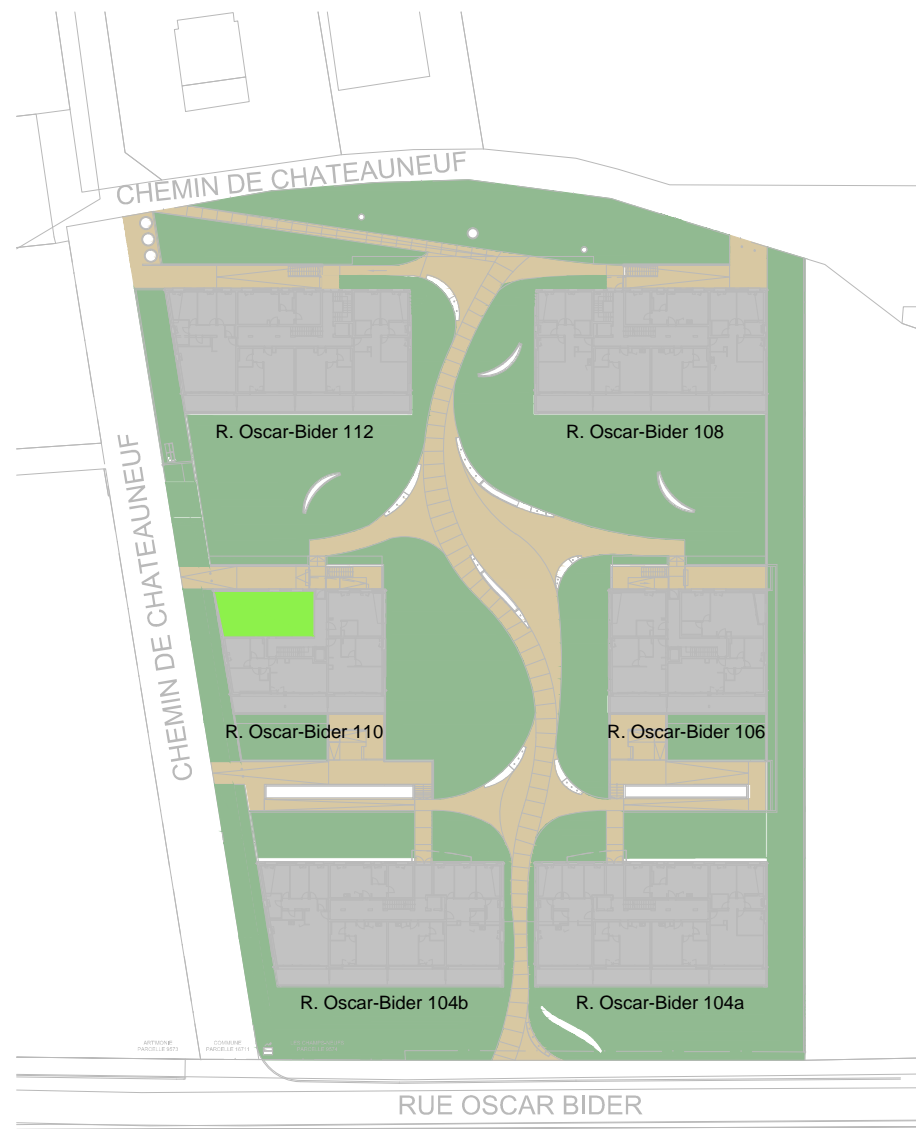 CHEMIN DE CHATEAUNEUF
R. Oscar-Bider 112
R. Oscar-Bider 108
CHEMIN DE CHATEAUNEUF
R. Oscar-Bider 110
R. Oscar-Bider 106
R. Oscar-Bider 104b
R. Oscar-Bider 104a
COMMUNE
RUE OSCAR BIDER